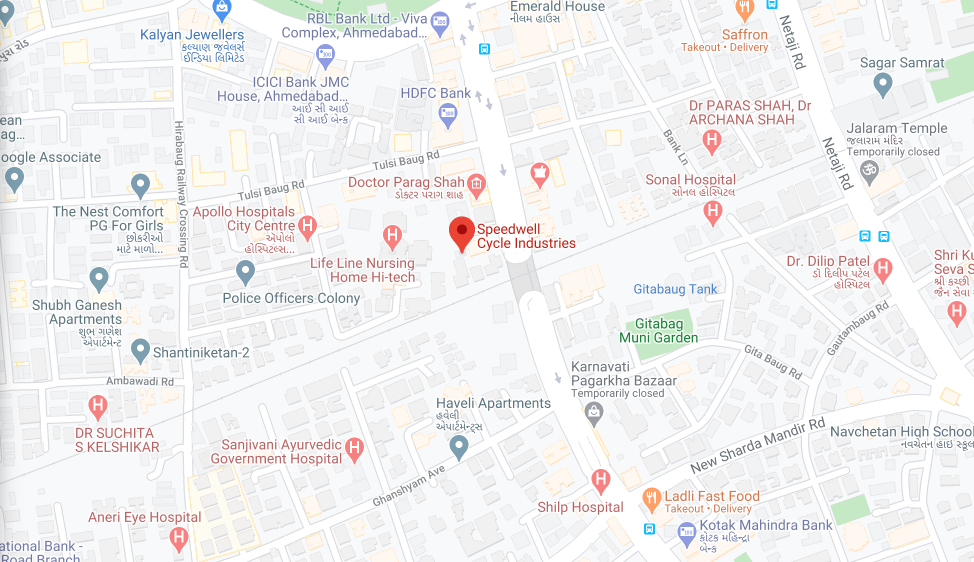 RBL Bank Ltd - Viva
Complex, Ahmedabad...
Emerald House
નીલમ હાઉસ
Kalyan Jewellers
કલ્યાણ જ્વેલર્સ
ઈન્ડિયા લિમિટેડ
Saffron
Takeout • Delivery
Netaji Rd
ICICI Bank JMC
House, Ahmedabad...
આઈ સી આઈ
સી આઈ બેન્ક
HDFC Bank
Sagar Samrat
Dr PARAS SHAH, Dr
ARCHANA SHAH
Hirabaug Railway Crossing Rd
Bank Ln
Jalaram Temple
જલારામ મંદિર
Temporarily closed
Netaji Rd
ean
ag...
oogle Associate
Tulsi Baug Rd
Tulsi Baug Rd
Doctor Parag Shah
ડોક્ટર પરાગ શાહ
Sonal Hospital
સોનલ હોસ્પિટલ
The Nest Comfort
PG For Girls
છોકરીઓ
માટે માળો...
Apollo Hospitals
City Centre
એપોલો
હોસ્પિટલ્સ...
Speedwell
Cycle Industries
Life Line Nursing
Home Hi-tech
Dr. Dilip Patel
ડૉ દિલીપ પટેલ
હોસ્પિટલ
Shri Ku
Seva S
શ્રી કચ્છી
જૈન સેવા
Police Officers Colony
Gitabaug Tank
Shubh Ganesh
Apartments
શુભ ગણેશ
એપાર્ટમેન્ટ
Gitabag
Muni Garden
Gautambaug Rd
Gita Baug Rd
Shantiniketan-2
Ambawadi Rd
Karnavati
Pagarkha Bazaar
Temporarily closed
Haveli Apartments
હવેલી
એપાર્ટમેન્ટ્સ
DR SUCHITA
S KELSHIKAR
Sanjivani Ayurvedic
Government Hospital
New Sharda Mandir Rd
Navchetan High School
નવચેતન હાઇ સ્કૂલ
Ghanshyam Ave
Shilp Hospital
Ladli Fast Food
Takeout • Delivery
Aneri Eye Hospital
Kotak Mahindra Bank
કોટક મહિન્દ્રા
બેન્ક
ational Bank -
Road Branch